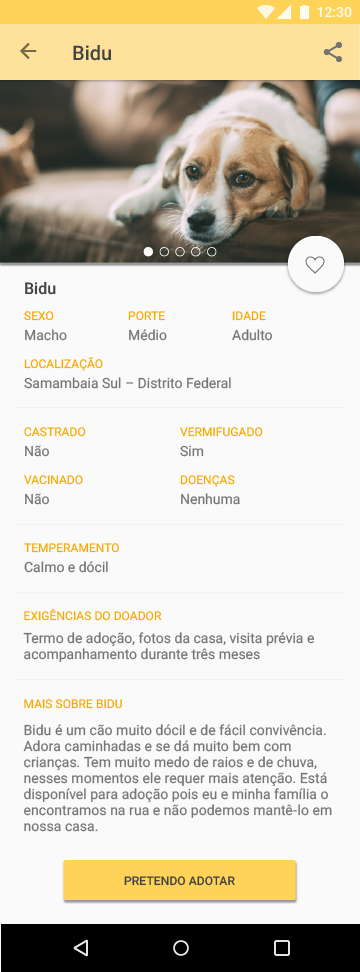 12:30
Bidu
Bidu
SEXO PORTE IDADE
Macho Médio Adulto
LOCALIZAÇÃO
Samambaia Sul – Distrito Federal
CASTRADO VERMIFUGADO
Não Sim
VACINADO DOENÇAS
Não Nenhuma
TEMPERAMENTO
Calmo e dócil
EXIGÊNCIAS DO DOADOR
Termo de adoção, fotos da casa, visita prévia e
acompanhamento durante três meses
MAIS SOBRE BIDU
Bidu é um cão muito dócil e de fácil convivência.
Adora caminhadas e se dá muito bem com
crianças. Tem muito medo de raios e de chuva,
nesses momentos ele requer mais atenção. Está
disponível para adoção pois eu e minha família o
encontramos na rua e não podemos mantê-lo em
nossa casa.
PRETENDO ADOTAR